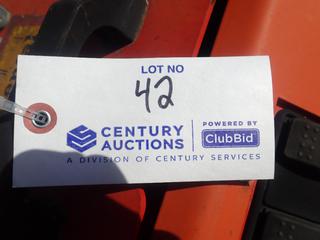 LOT NO
42
CENTURY AUCTIONS
POWERED BY
ClubBid
A DIVISION OF CENTURY SERVICES